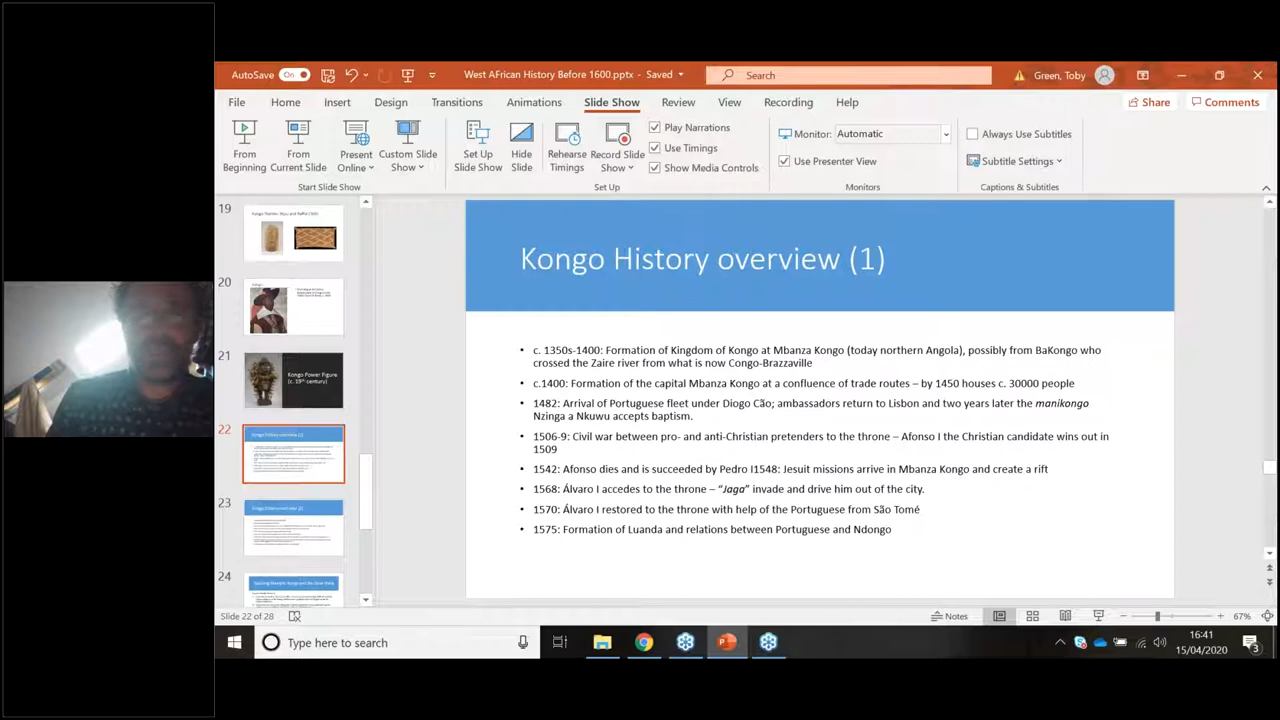 AutoSave On West AFrican History Before 1600.pptx - Saved Search Green, Toby
File Home Insert Design Transitions Animations Slide Show Review View Recording Help Share Comments
From Beginning
From Current Slide
Present Online
Custom Slide Show
Start Slide Show
Set Up Slide Show
Hide Slide
Rehearse Timings
Record Slide Show
Play Narrations
Use Timings
Show Media Controls
Set Up
Monitor: Automatic
Use Presenter View
Monitors
Always Use Subtitles
Subtitle Settings
Captions & Subtitles
19
20
21
Kongo Power Figure
(c. 19th century)
22
Kongo History overview (1)
23
24
Kongo History overview (1)
• c. 1350s-1400: Formation of Kingdom of Kongo at Mbanza Kongo (today northern Angola), possibly from BaKongo who
crossed the Zaire river from what is now Congo-Brazzaville
• c.1400: Formation of the capital Mbanza Kongo at a confluence of trade routes – by 1450 houses c. 30000 people
• 1482: Arrival of Portuguese fleet under Diogo Cão; ambassadors return to Lisbon and two years later the manikongo
Nzinga a Nkuwu accepts baptism.
• 1506-9: Civil war between pro- and anti-Christian pretenders to the throne – Afonso I the Christian candidate wins out in
1509
• 1542: Afonso dies and is succeeded by Pedro I1548: Jesuit missions arrive in Mbanza Kongo and create a rift
• 1568: Álvaro I accedes to the throne – “Jaga” invade and drive him out of the city.
• 1570: Álvaro I restored to the throne with help of the Portuguese from São Tomé
1575: Formation of Luanda and between Portuguese and Ndongo
Slide 22 of 28 Notes 67%
Type here to search
16:41
15/04/2020
3